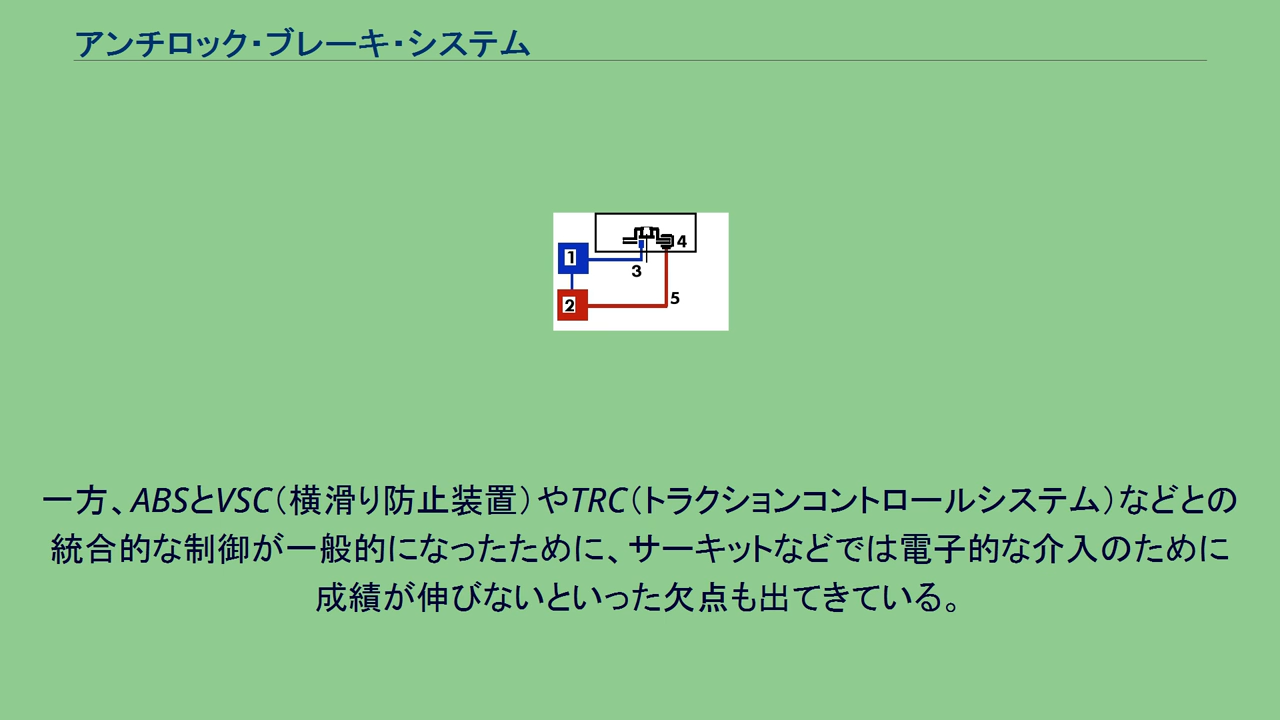 アンチロック・ブレーキ・システム
1
2
3
4
5
一方、ABSとVSC（横滑り防止装置）やTRC（トラクションコントロールシステム）などとの
統合的な制御が一般的になったために、サーキットなどでは電子的な介入のために
成績が伸びないといった欠点も出てきている。